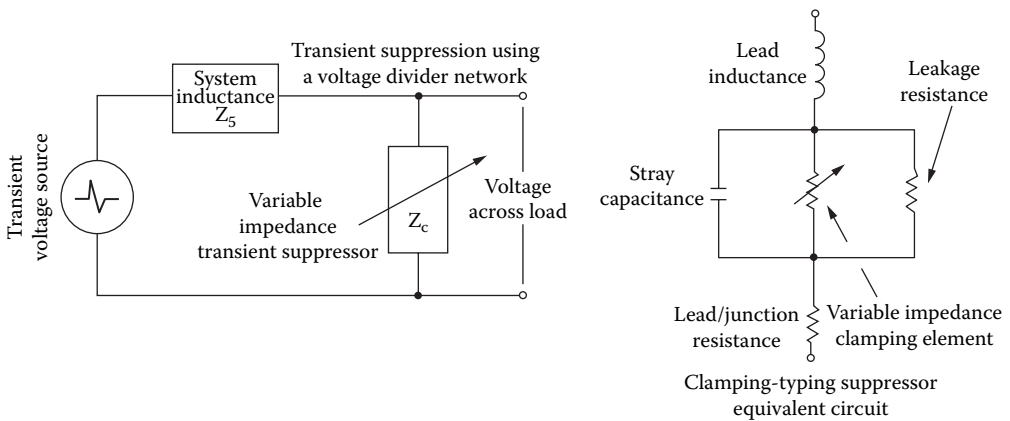 Transient suppression using
a voltage divider network
System
inductance
Z5
Transient
voltage source
Variable
impedance
transient suppressor
Zc
Voltage
across load
Lead
inductance
Leakage
resistance
Stray
capacitance
Lead/junction
resistance
Variable impedance
clamping element
Clamping-typing suppressor
equivalent circuit